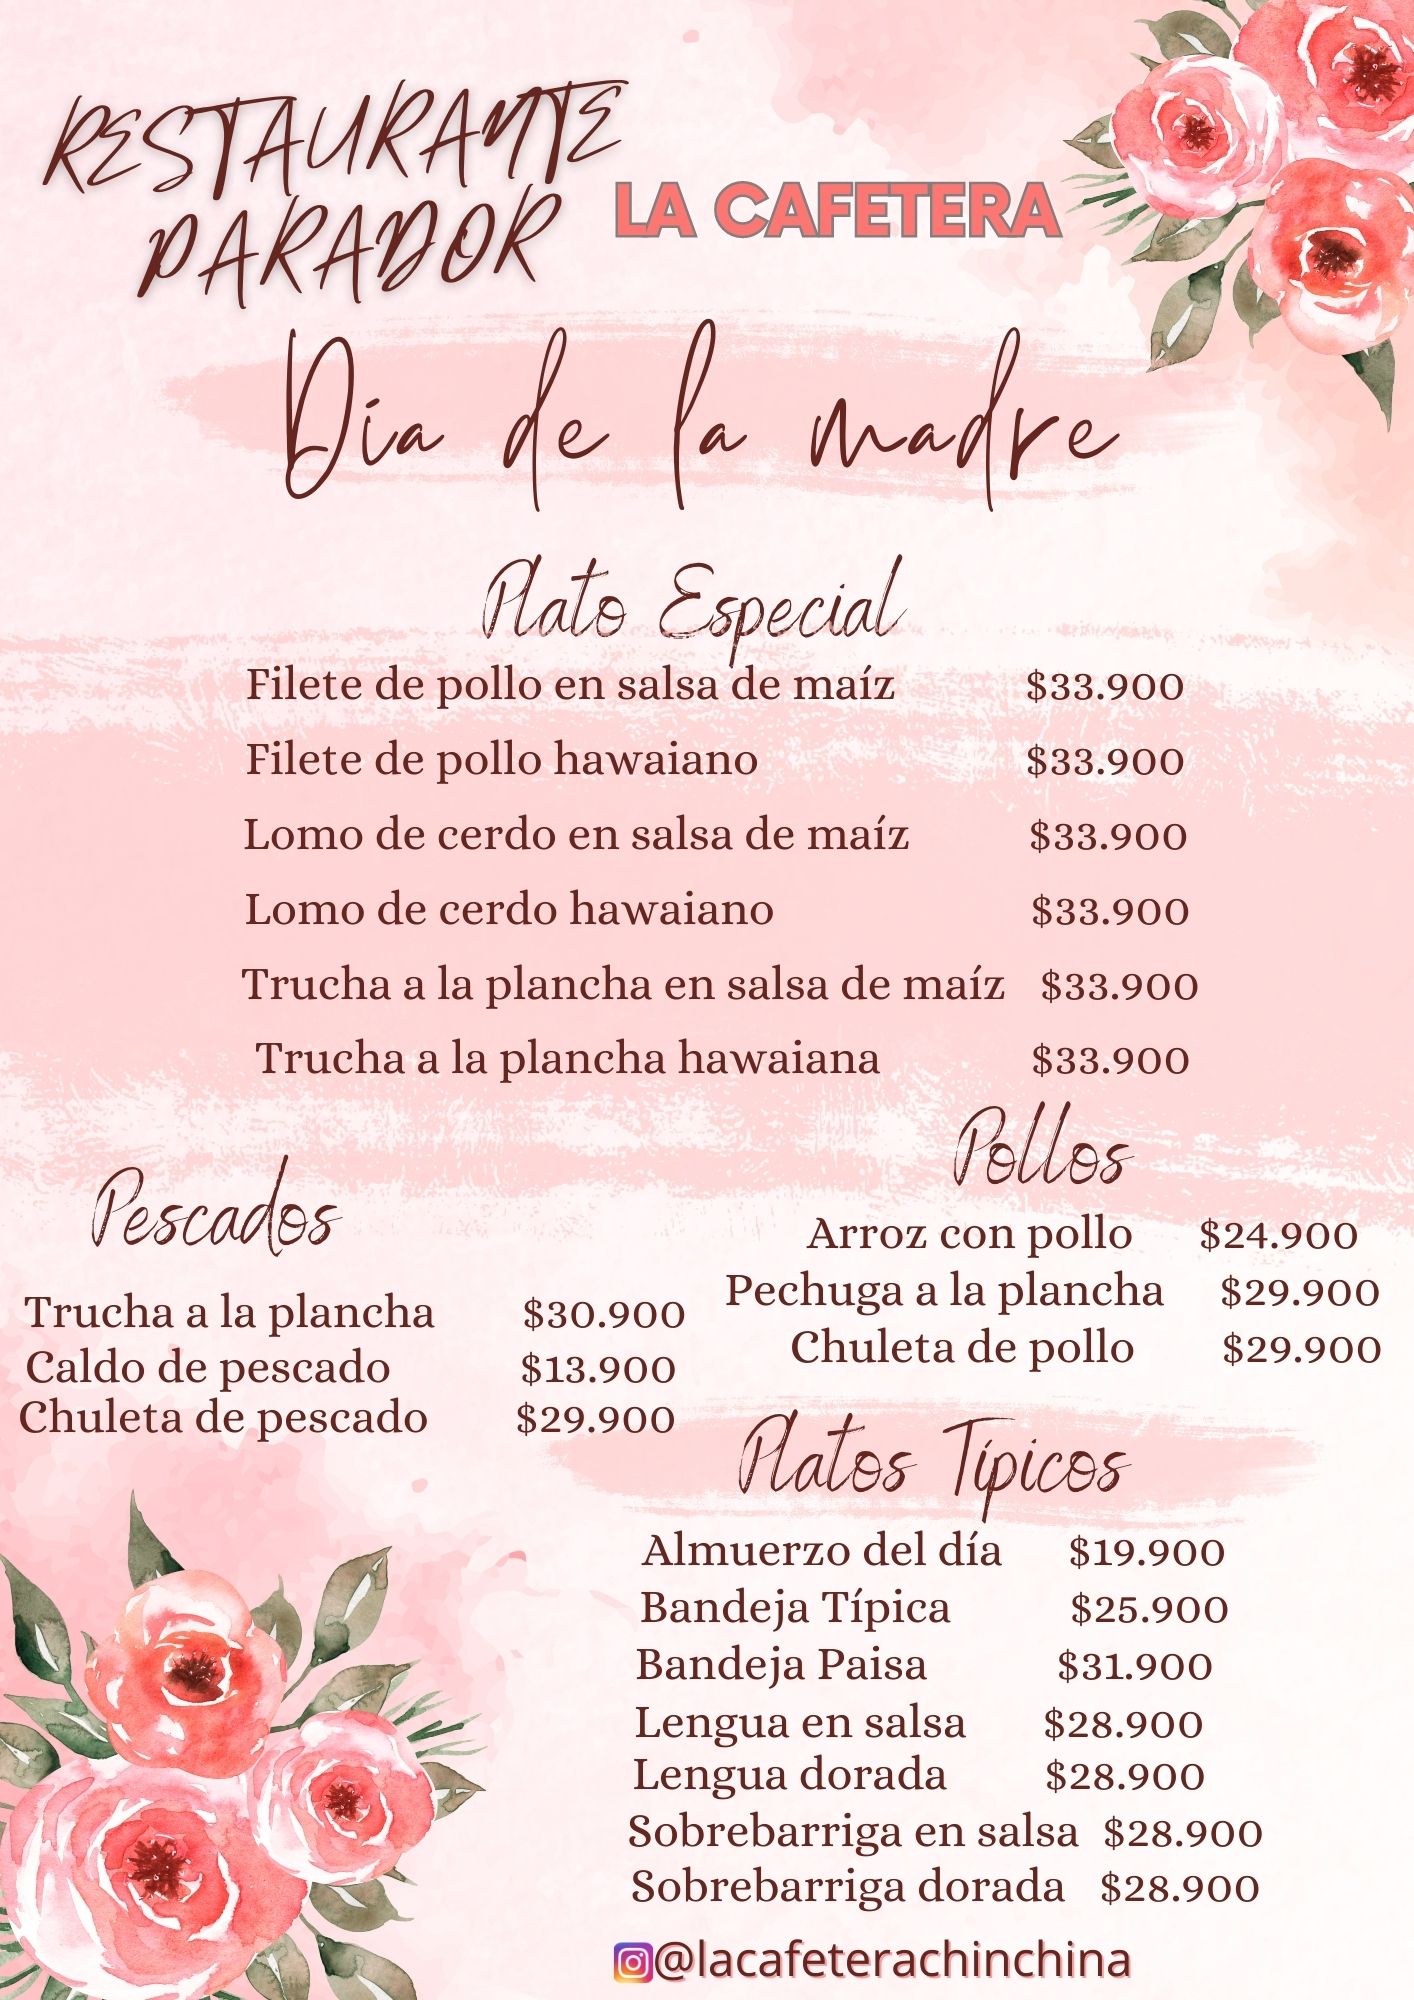 RESTAURANTE
PARADOR
LA CAFETERA
Día de la madre
Plato Especial
Filete de pollo en salsa de maíz $33.900
Filete de pollo hawaiano $33.900
Lomo de cerdo en salsa de maíz $33.900
Lomo de cerdo hawaiano $33.900
Trucha a la plancha en salsa de maíz $33.900
Trucha a la plancha hawaiana $33.900
Pescados
Trucha a la plancha $30.900
Caldo de pescado $13.900
Chuleta de pescado $29.900
Pollos
Arroz con pollo $24.900
Pechuga a la plancha $29.900
Chuleta de pollo $29.900
Platos Típicos
Almuerzo del día $19.900
Bandeja Típica $25.900
Bandeja Paisa $31.900
Lengua en salsa $28.900
Lengua dorada $28.900
Sobrebarriga en salsa $28.900
Sobrebarriga dorada $28.900
@lacafeterachinchina